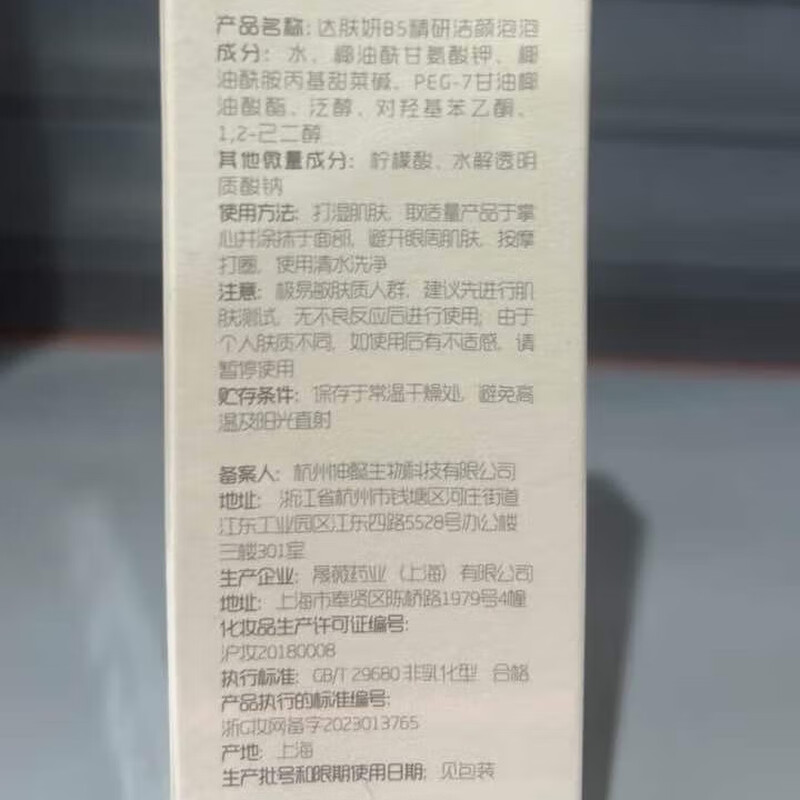 产品名称：达肤妍B5精研洁颜泡泡
成分：水、椰油酰甘氨酸钾、椰
油酰胺丙基甜菜碱、PEG-7甘油椰
油酸酯、泛醇、对羟基苯乙酮、
1,2-己二醇
其他微量成分：柠檬酸、水解透明
质酸钠
使用方法：打湿肌肤，取适量产品于掌
心并涂抹于面部，避开眼周肌肤，按摩
打圈，使用清水洗净
注意：极易敏肤质人群，建议先进行肌
肤测试，无不良反应后进行使用，由于
个人肤质不同，如使用后有不适感，请
暂停使用
贮存条件：保存于常温干燥处，避免高
温及阳光直射
备案人：杭州珅鳌生物科技有限公司
地址：浙江省杭州市钱塘区河庄街道
江东工业园区江东四路5528号办公楼
三楼301室
生产企业：晟薇药业（上海）有限公司
地址：上海市奉贤区陈桥路1979号4幢
化妆品生产许可证编号：
沪妆20180008
执行标准：GB/T 29680 非乳化型 合格
产品执行的标准编号：
浙G妆网备字2023013765
产地：上海
生产批号和限期使用日期：见包装